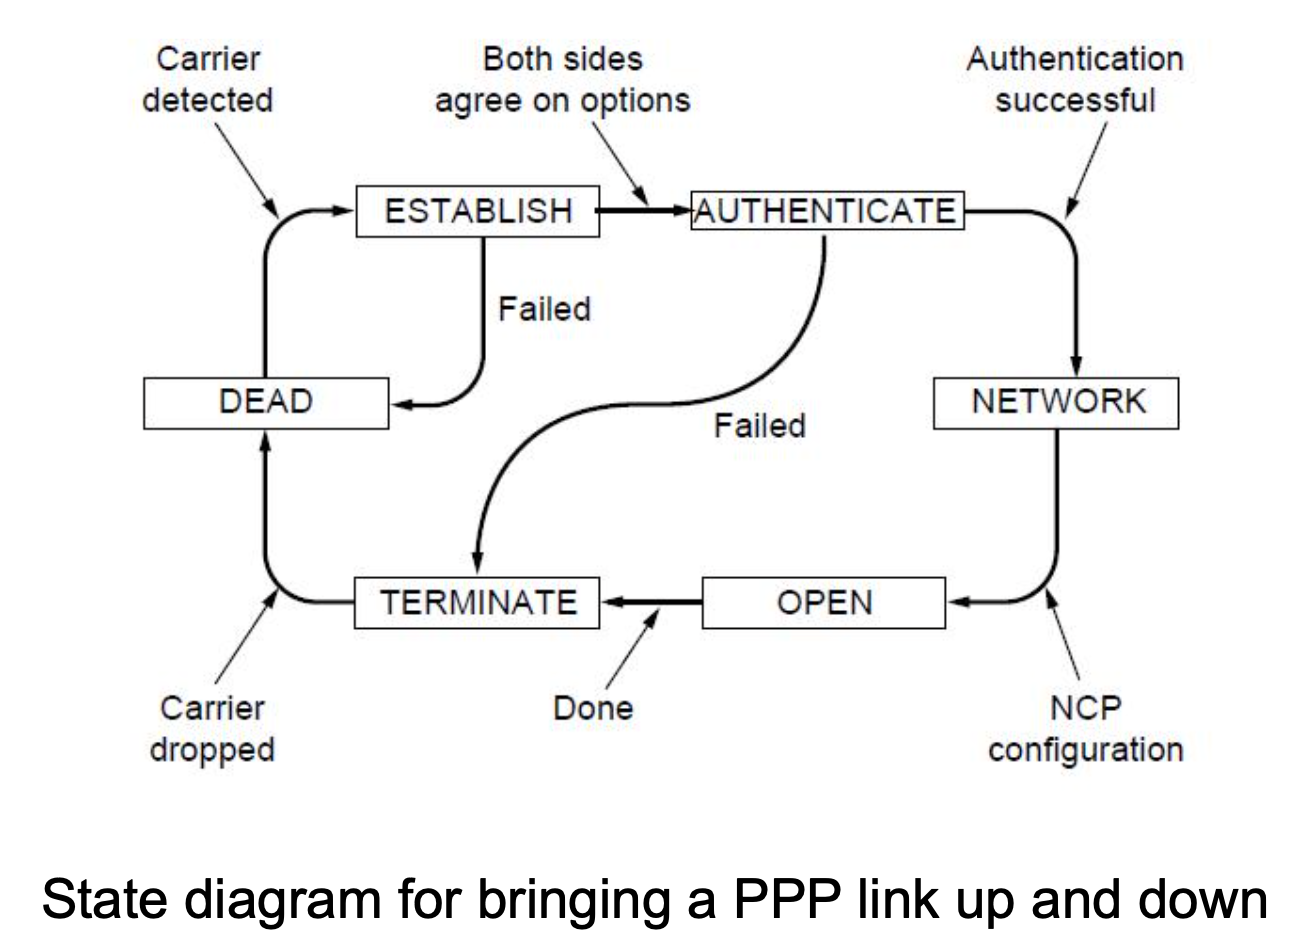 Carrier
detected
Both sides
agree on options
Authentication
successful
ESTABLISH
AUTHENTICATE
Failed
DEAD
NETWORK
Failed
TERMINATE
OPEN
Carrier
dropped
Done
NCP
configuration
State diagram for bringing a PPP link up and down